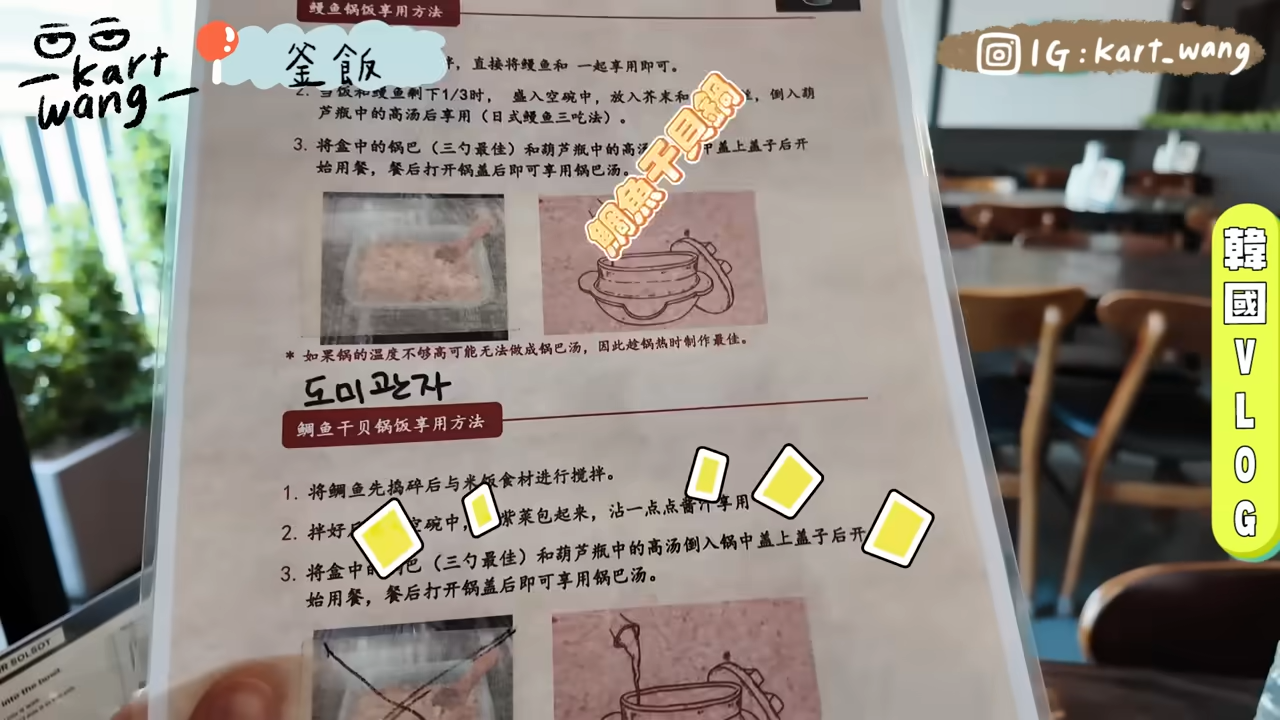 kart wang
釜飯
IG:kart_wang
韓國VLOG
鳗鱼锅饭享用方法
，直接将鳗鱼和 一起享用即可。
2. 当饭和鳗鱼剩下1/3时， 盛入空碗中，放入芥末和 ，倒入葫
芦瓶中的高汤后享用（日式鳗鱼三吃法）。
鯛魚干貝鍋
3. 将盒中的锅巴（三勺最佳）和葫芦瓶中的高汤 中盖上盖子后开
始用餐，餐后打开锅盖后即可享用锅巴汤。
* 如果锅的温度不够高可能无法做成锅巴汤，因此趁锅热时制作最佳。
도미관자
鲷鱼干贝锅饭享用方法
1. 将鲷鱼先捣碎后与米饭食材进行搅拌。
2. 拌好 空碗中， 紫菜包起来，沾一点点酱汁享用
3. 将盒中的 巴（三勺最佳）和葫芦瓶中的高汤倒入锅中盖上盖子后开
始用餐，餐后打开锅盖后即可享用锅巴汤。
SOLSOT
into the bowl